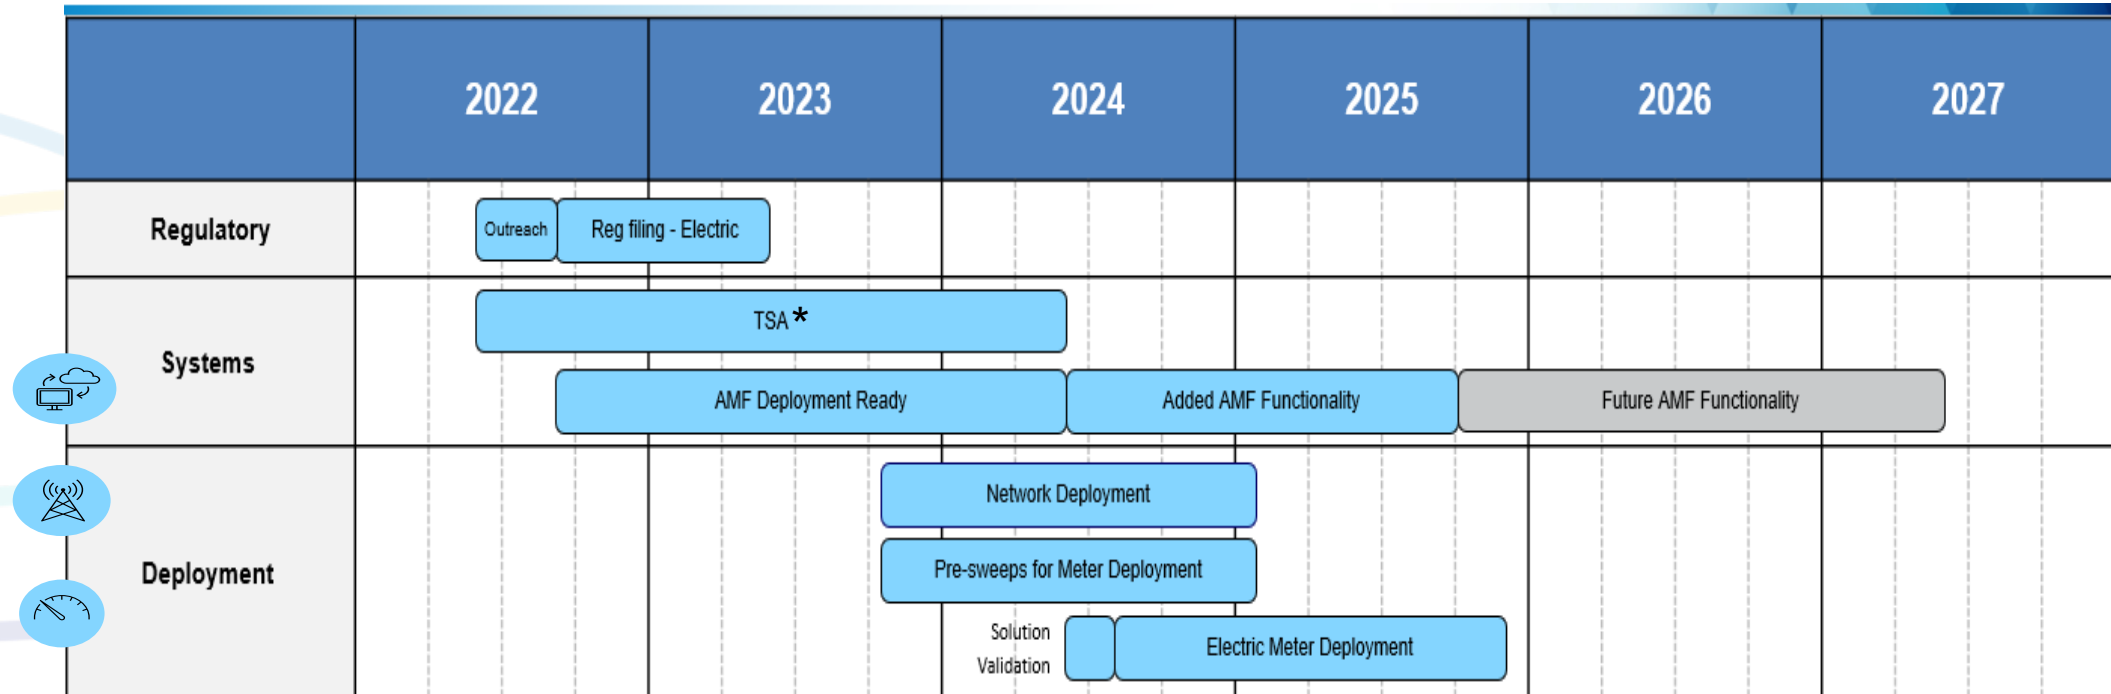 2022 2023 2024 2025 2026 2027
Regulatory
Outreach
Reg filing - Electric
Systems
TSA *
AMF Deployment Ready
Added AMF Functionality
Future AMF Functionality
Deployment
Network Deployment
Pre-sweeps for Meter Deployment
Solution
Validation
Electric Meter Deployment